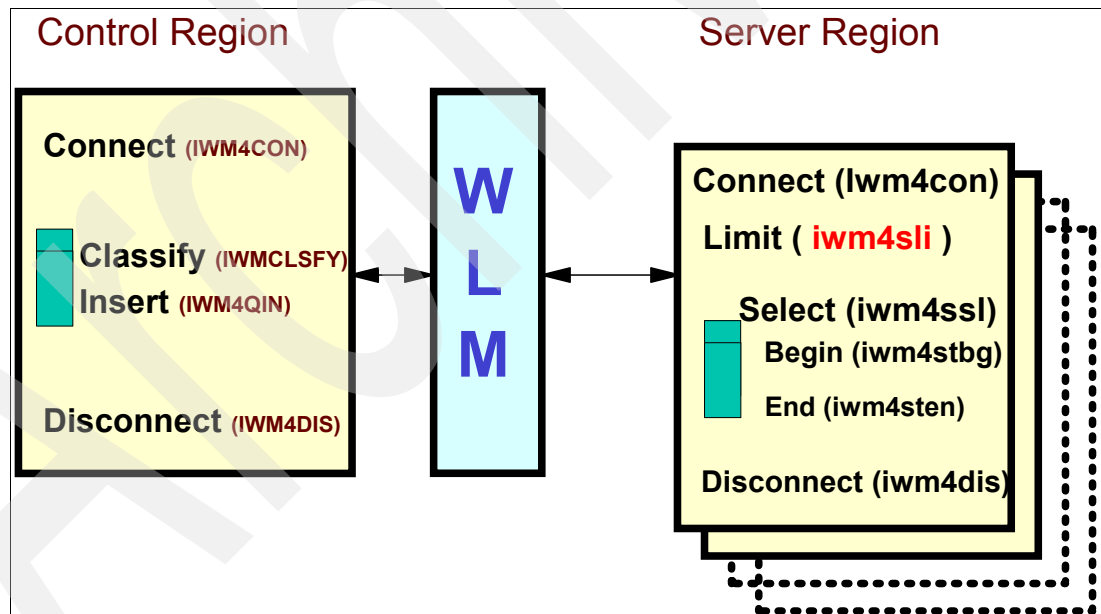 Control Region
Server Region
Connect (IWM4CON)
Classify (IWMCLSFY)
Insert (IWM4QIN)
Disconnect (IWM4DIS)
W
L
M
Connect (Iwm4con)
Limit ( iwm4sli )
Select (iwm4ssl)
Begin (iwm4stbg)
End (iwm4sten)
Disconnect (iwm4dis)